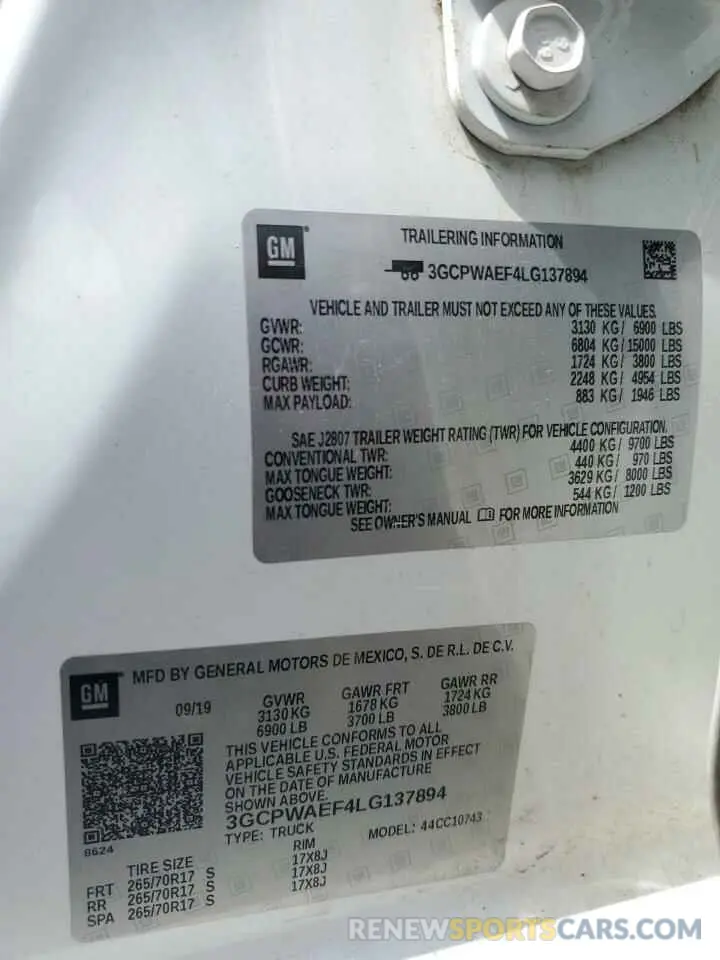 GM
TRAILERING INFORMATION
3GCPWAEF4LG137894
VEHICLE AND TRAILER MUST NOT EXCEED ANY OF THESE VALUES.
GVWR: 3130 KG / 6900 LBS
GCWR: 6804 KG / 15000 LBS
RGAWR: 1724 KG / 3800 LBS
CURB WEIGHT: 2248 KG / 4954 LBS
MAX PAYLOAD: 883 KG / 1946 LBS
SAE J2807 TRAILER WEIGHT RATING (TWR) FOR VEHICLE CONFIGURATION.
CONVENTIONAL TWR: 4400 KG / 9700 LBS
MAX TONGUE WEIGHT: 440 KG / 970 LBS
GOOSENECK TWR: 3629 KG / 8000 LBS
MAX TONGUE WEIGHT: 544 KG / 1200 LBS
SEE OWNER'S MANUAL FOR MORE INFORMATION
GM
MFD BY GENERAL MOTORS DE MEXICO, S. DE R.L. DE C.V.
09/19 GVWR GAWR FRT GAWR RR
3130 KG 1678 KG 1724 KG
6900 LB 3700 LB 3800 LB
THIS VEHICLE CONFORMS TO ALL
APPLICABLE U.S. FEDERAL MOTOR
VEHICLE SAFETY STANDARDS IN EFFECT
ON THE DATE OF MANUFACTURE
SHOWN ABOVE.
3GCPWAEF4LG137894
8624 TYPE: TRUCK MODEL: 44CC10743
TIRE SIZE RIM
FRT 265/70R17 S 17X8J
RR 265/70R17 S 17X8J
SPA 265/70R17 S 17X8J
RENEWSPORTSCARS.COM